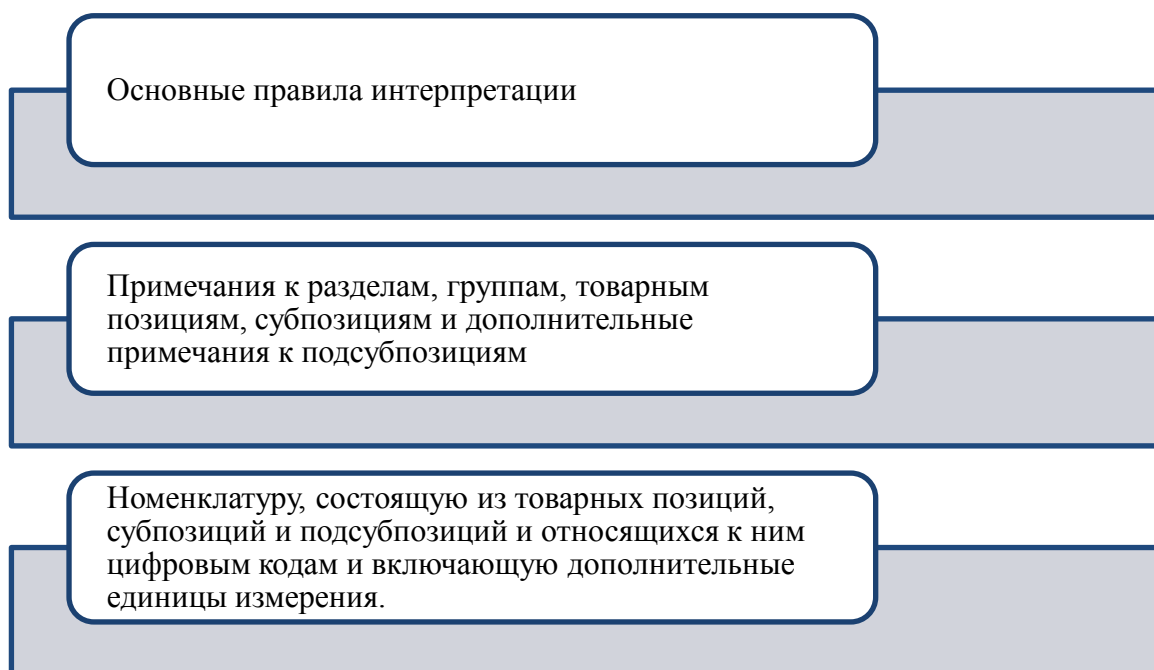 Основные правила интерпретации
Примечания к разделам, группам, товарным
позициям, субпозициям и дополнительные
примечания к подсубпозициям
Номенклатуру, состоящую из товарных позиций,
субпозиций и подсубпозиций и относящихся к ним
цифровым кодам и включающую дополнительные
единицы измерения.